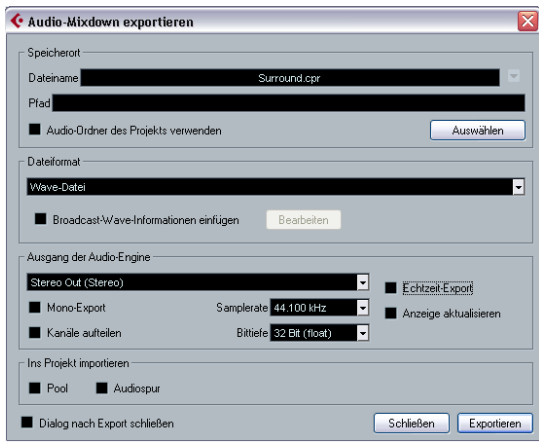 Audio-Mixdown exportieren
Speicherort
Dateiname Surround.cpr
Pfad
Audio-Ordner des Projekts verwenden Auswählen
Dateiformat
Wave-Datei
Broadcast-Wave-Informationen einfügen Bearbeiten
Ausgang der Audio-Engine
Stereo Out (Stereo) Echtzeit-Export
Mono-Export Samplerate 44.100 kHz Anzeige aktualisieren
Kanäle aufteilen Bittiefe 32 Bit (float)
Ins Projekt importieren
Pool Audiospur
Dialog nach Export schließen Schließen Exportieren